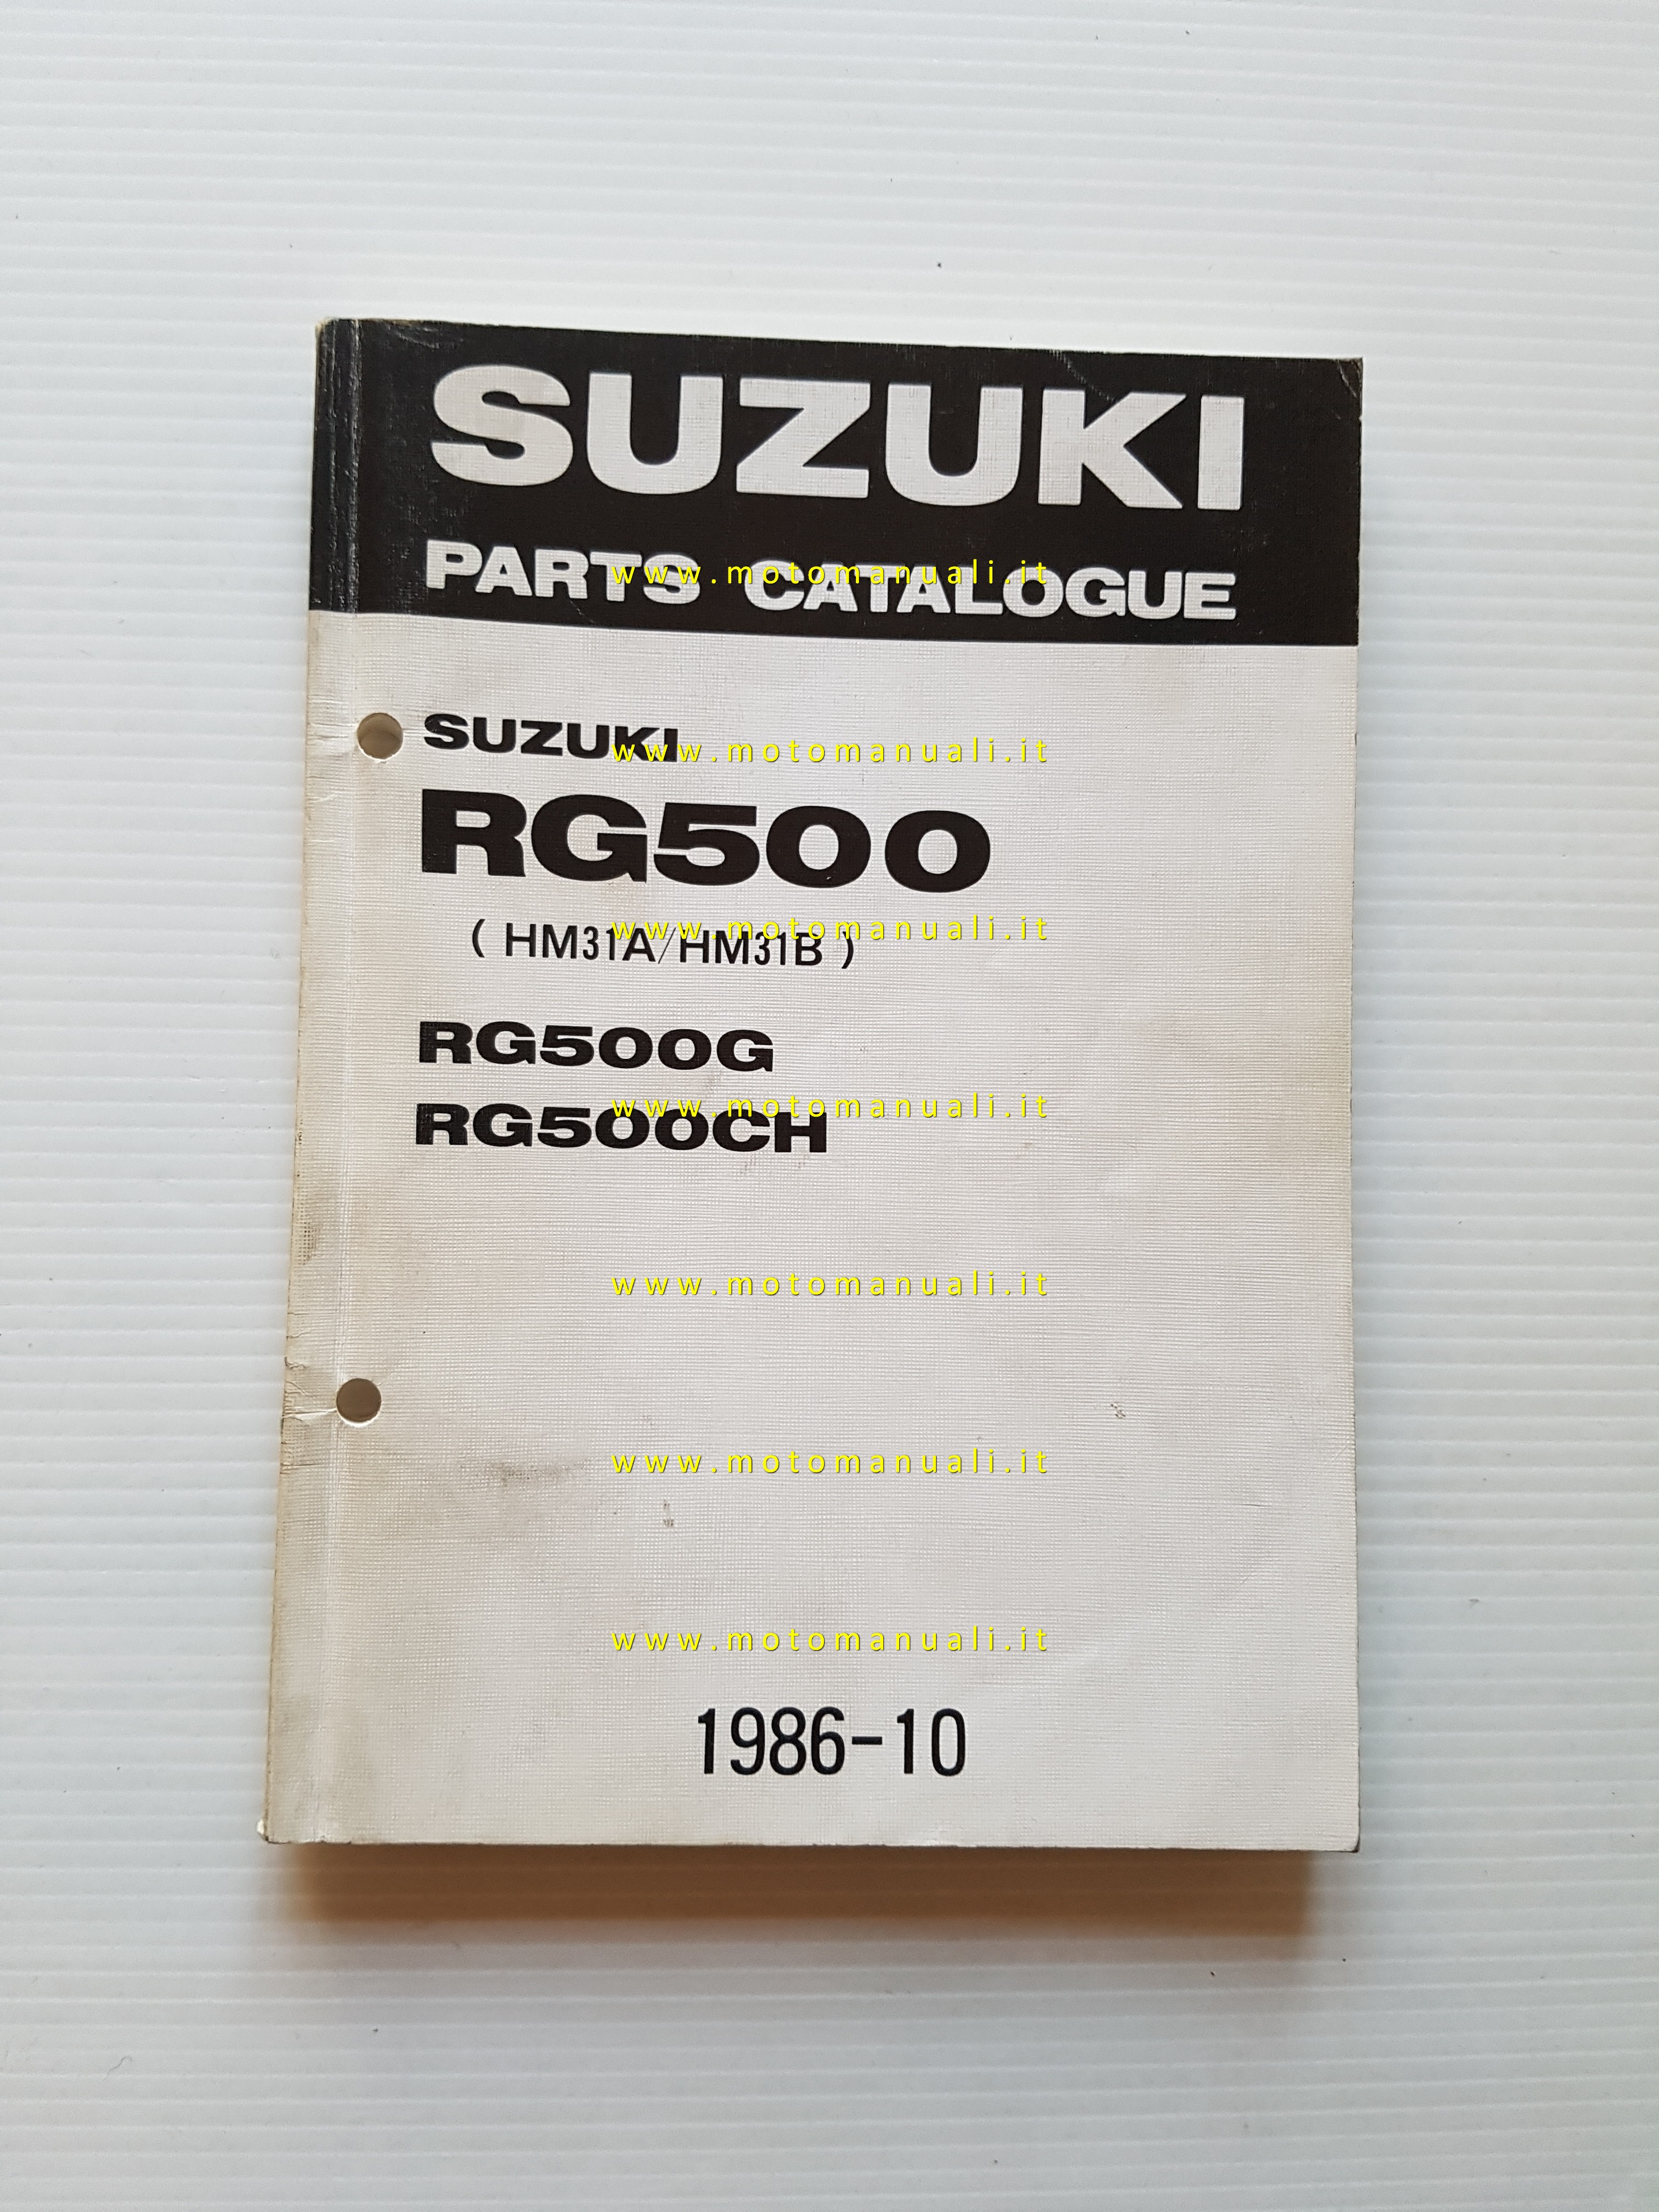 SUZUKI
PARTS CATALOGUE
www.motomanuali.it
SUZUKI
www.motomanuali.it
RG500
www.motomanuali.it
( HM31A/HM31B )
RG500G
www.motomanuali.it
RG500CH
www.motomanuali.it
www.motomanuali.it
www.motomanuali.it
1986-10